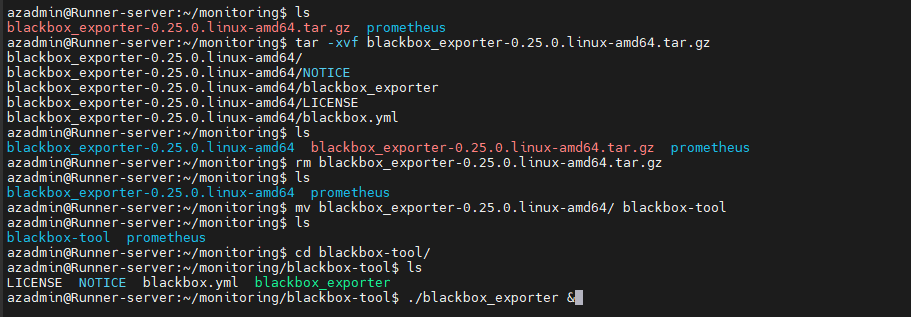 azadmin@Runner-server:~/monitoring$ ls
blackbox_exporter-0.25.0.linux-amd64.tar.gz  prometheus
azadmin@Runner-server:~/monitoring$ tar -xvf blackbox_exporter-0.25.0.linux-amd64.tar.gz
blackbox_exporter-0.25.0.linux-amd64/
blackbox_exporter-0.25.0.linux-amd64/NOTICE
blackbox_exporter-0.25.0.linux-amd64/blackbox_exporter
blackbox_exporter-0.25.0.linux-amd64/LICENSE
blackbox_exporter-0.25.0.linux-amd64/blackbox.yml
azadmin@Runner-server:~/monitoring$ ls
blackbox_exporter-0.25.0.linux-amd64  blackbox_exporter-0.25.0.linux-amd64.tar.gz  prometheus
azadmin@Runner-server:~/monitoring$ rm blackbox_exporter-0.25.0.linux-amd64.tar.gz
azadmin@Runner-server:~/monitoring$ ls
blackbox_exporter-0.25.0.linux-amd64  prometheus
azadmin@Runner-server:~/monitoring$ mv blackbox_exporter-0.25.0.linux-amd64/ blackbox-tool
azadmin@Runner-server:~/monitoring$ ls
blackbox-tool  prometheus
azadmin@Runner-server:~/monitoring$ cd blackbox-tool/
azadmin@Runner-server:~/monitoring/blackbox-tool$ ls
LICENSE  NOTICE  blackbox.yml  blackbox_exporter
azadmin@Runner-server:~/monitoring/blackbox-tool$ ./blackbox_exporter &